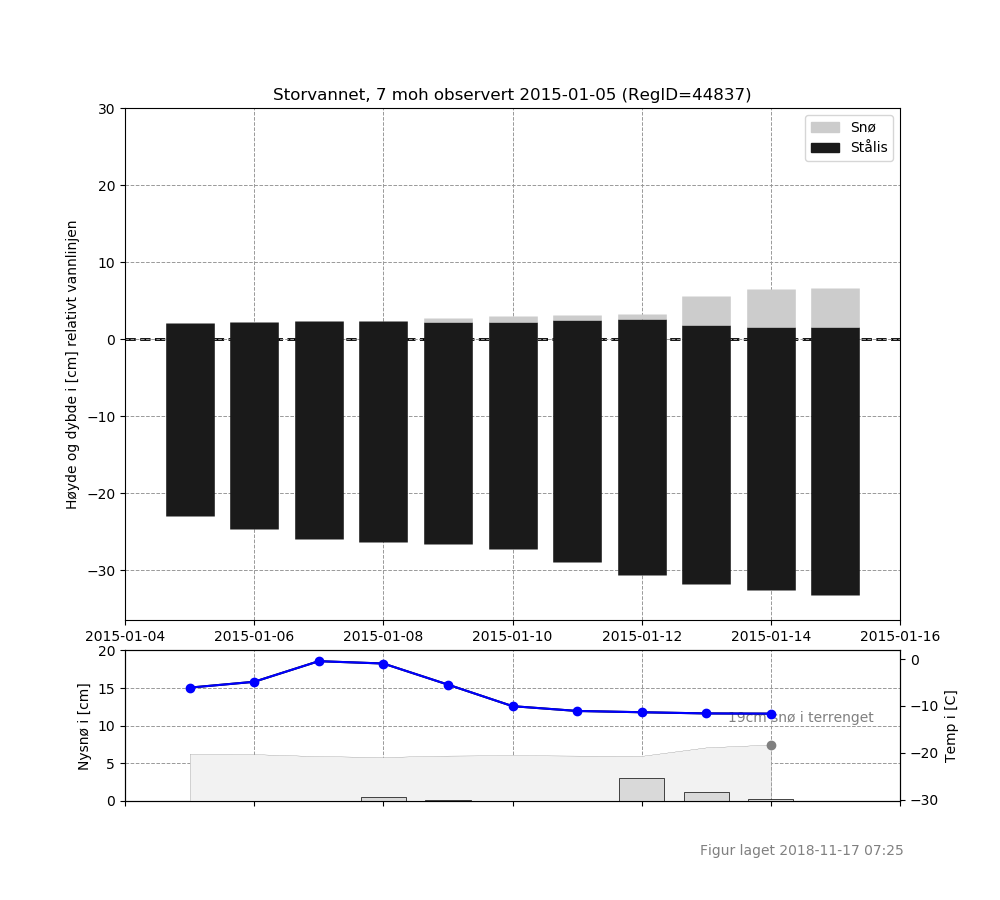 Storvannet, 7 moh observert 2015-01-05 (RegID=44837)
Snø
Stålis
30
20
10
0
−10
−20
−30
Høyde og dybde i [cm] relativt vannlinjen
2015-01-04 2015-01-06 2015-01-08 2015-01-10 2015-01-12 2015-01-14 2015-01-16
20
15
10
5
0
Nysnø i [cm]
19cm snø i terrenget
0
−10
−20
−30
Temp i [C]
Figur laget 2018-11-17 07:25